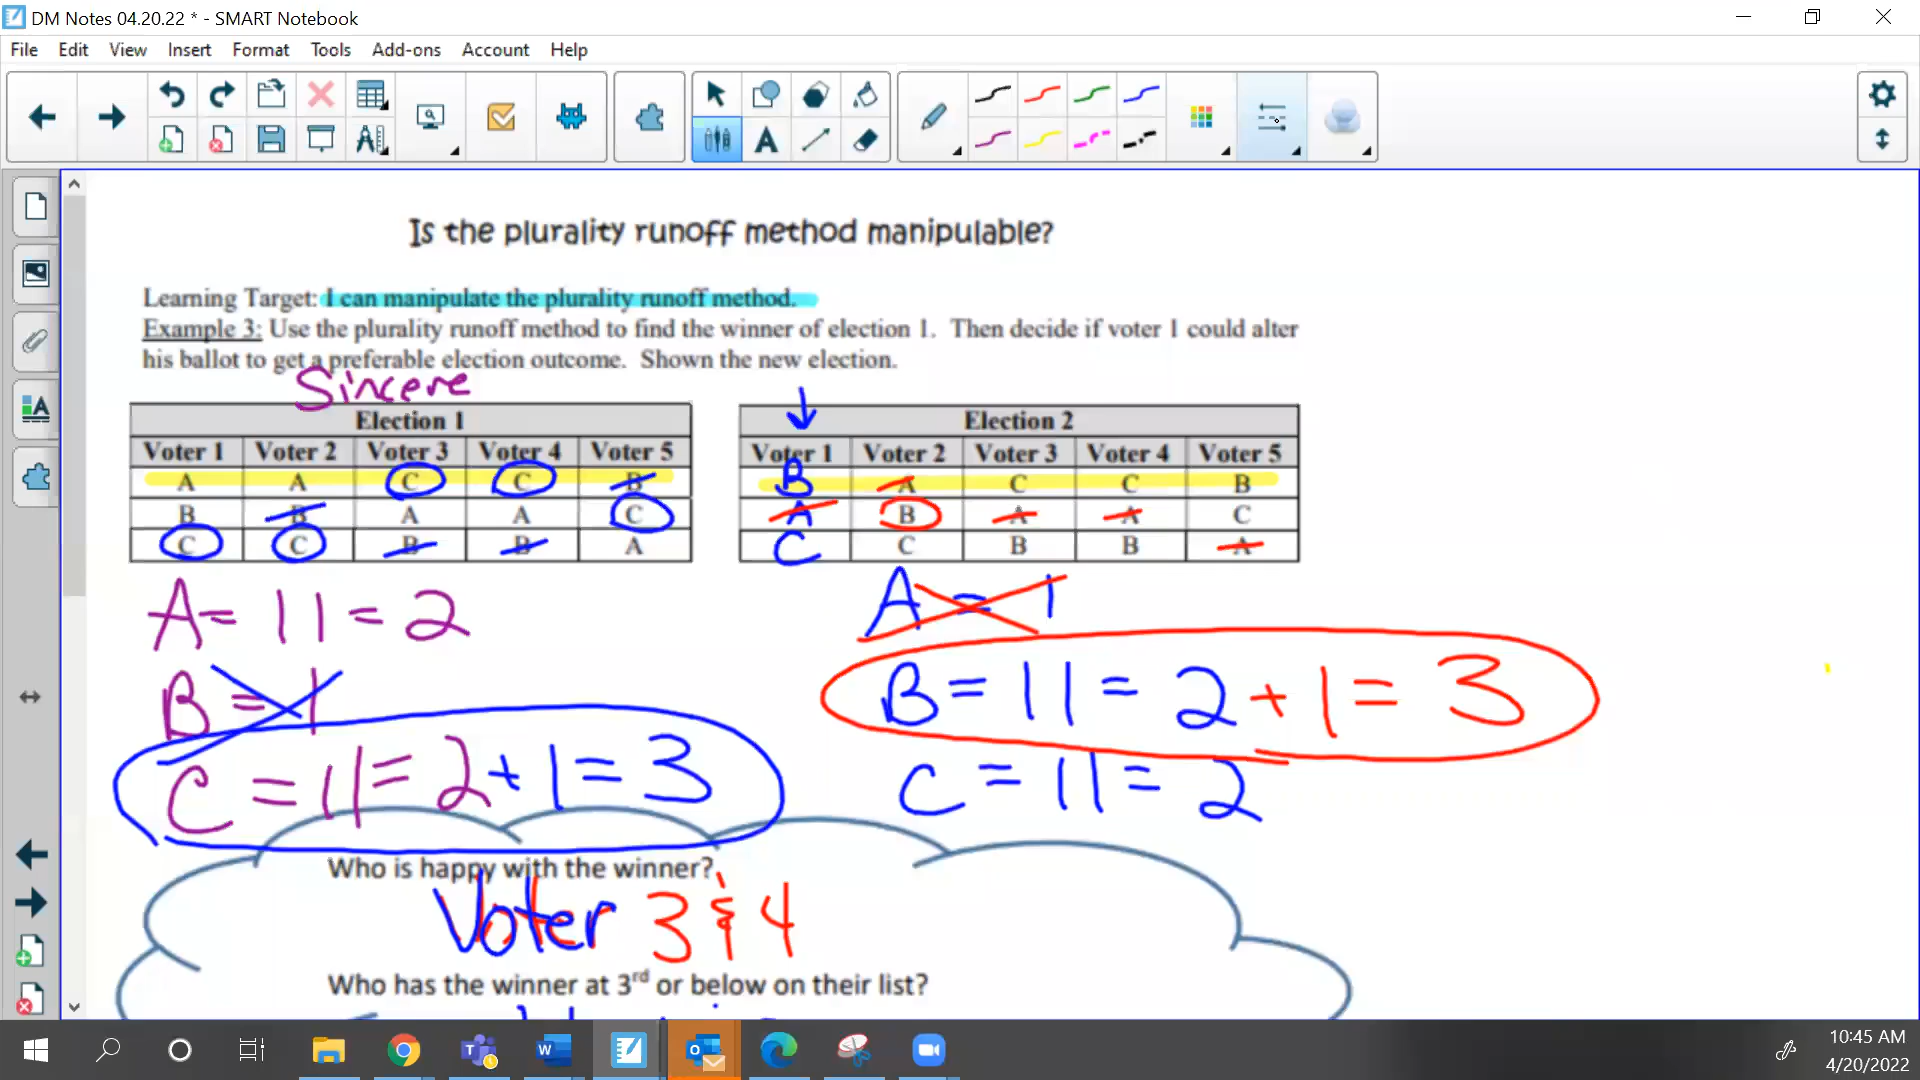 DM Notes 04.20.22 * - SMART Notebook
File Edit View Insert Format Tools Add-ons Account Help
Is the plurality runoff method manipulable?
Learning Target: I can manipulate the plurality runoff method.
Example 3: Use the plurality runoff method to find the winner of election 1. Then decide if voter 1 could alter
his ballot to get a preferable election outcome. Shown the new election.
Sincere
Election 1
Voter 1 Voter 2 Voter 3 Voter 4 Voter 5
A A C C B
B B A A C
C C B B A
Election 2
Voter 1 Voter 2 Voter 3 Voter 4 Voter 5
B A C C B
A B A A C
C C B B A
A = 11 = 2
B = 1
C = 11 = 2 + 1 = 3
A = 1
B = 11 = 2 + 1 = 3
C = 11 = 2
Who is happy with the winner?
Voter 3 & 4
Who has the winner at 3rd or below on their list?
10:45 AM
4/20/2022